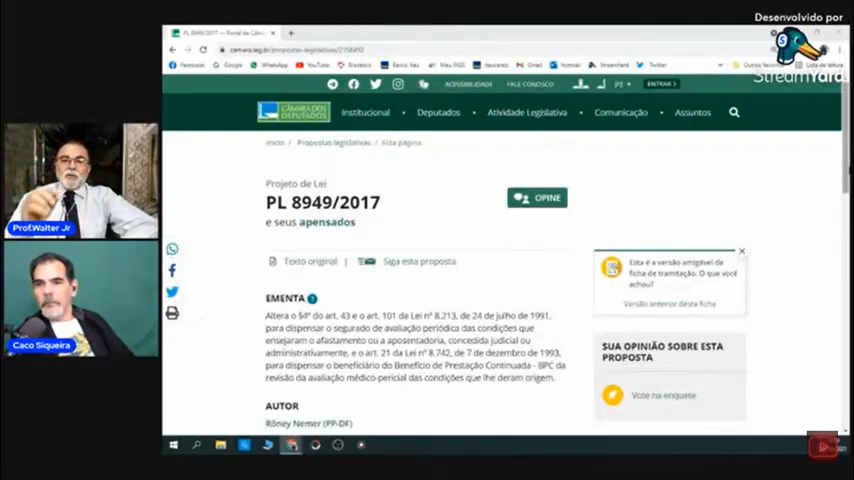 Desenvolvido por
StreamYard
PL 8949/2017 — Portal da Câm
camara.leg.br/propostas-legislativas/2158492
Facebook
Google
WhatsApp
YouTube
Bradesco
Banco Itaú
Meu INSS
Itaucard
Gmail
hotmail
StreamYard
Twitter
Outros favoritos
Lista de leitura
ACESSIBILIDADE
FALE CONOSCO
PT
ENTRAR
CÂMARA DOS
DEPUTADOS
Institucional
Deputados
Atividade Legislativa
Comunicação
Assuntos
Início / Propostas legislativas / Esta página
Projeto de Lei
PL 8949/2017
e seus apensados
OPINE
Texto original | Siga esta proposta
EMENTA ?
Altera o §4º do art. 43 e o art. 101 da Lei nº 8.213, de 24 de julho de 1991,
para dispensar o segurado de avaliação periódica das condições que
ensejaram o afastamento ou a aposentadoria, concedida judicial ou
administrativamente, e o art. 21 da Lei nº 8.742, de 7 de dezembro de 1993,
para dispensar o beneficiário do Benefício de Prestação Continuada - BPC da
revisão da avaliação médico-pericial das condições que lhe deram origem.
AUTOR
Rôney Nemer (PP-DF)
Esta é a versão amigável da
ficha de tramitação. O que você
achou?
Versão anterior desta ficha
SUA OPINIÃO SOBRE ESTA
PROPOSTA
Vote na enquete
Prof.Walter Jr
Caco Siqueira